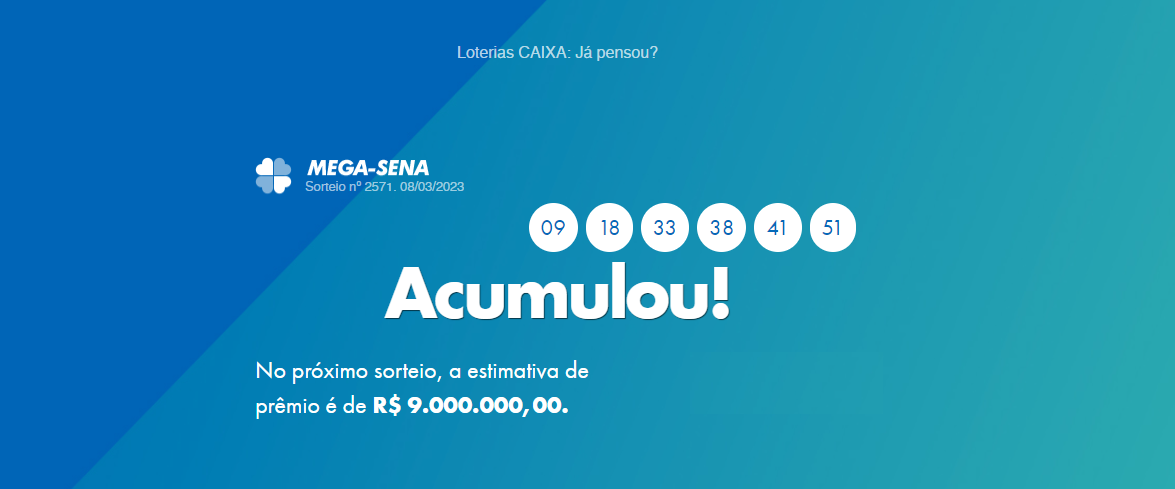 Loterias CAIXA: Já pensou?
MEGA-SENA
Sorteio nº 2571. 08/03/2023
09 18 33 38 41 51
Acumulou!
No próximo sorteio, a estimativa de
prêmio é de R$ 9.000.000,00.